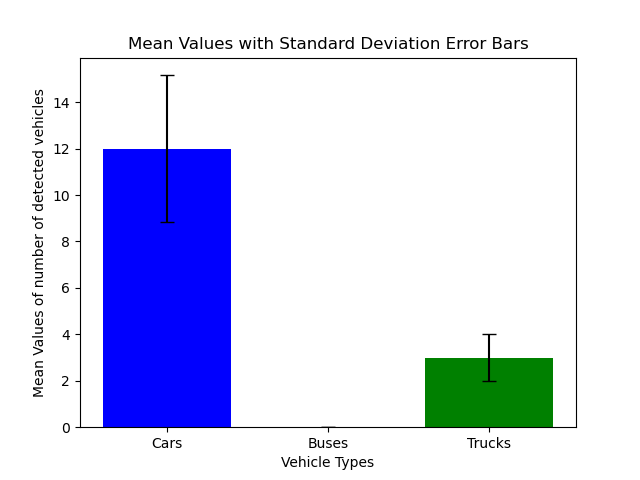 Mean Values with Standard Deviation Error Bars
Mean Values of number of detected vehicles
14
12
10
8
6
4
2
0
Cars Buses Trucks
Vehicle Types